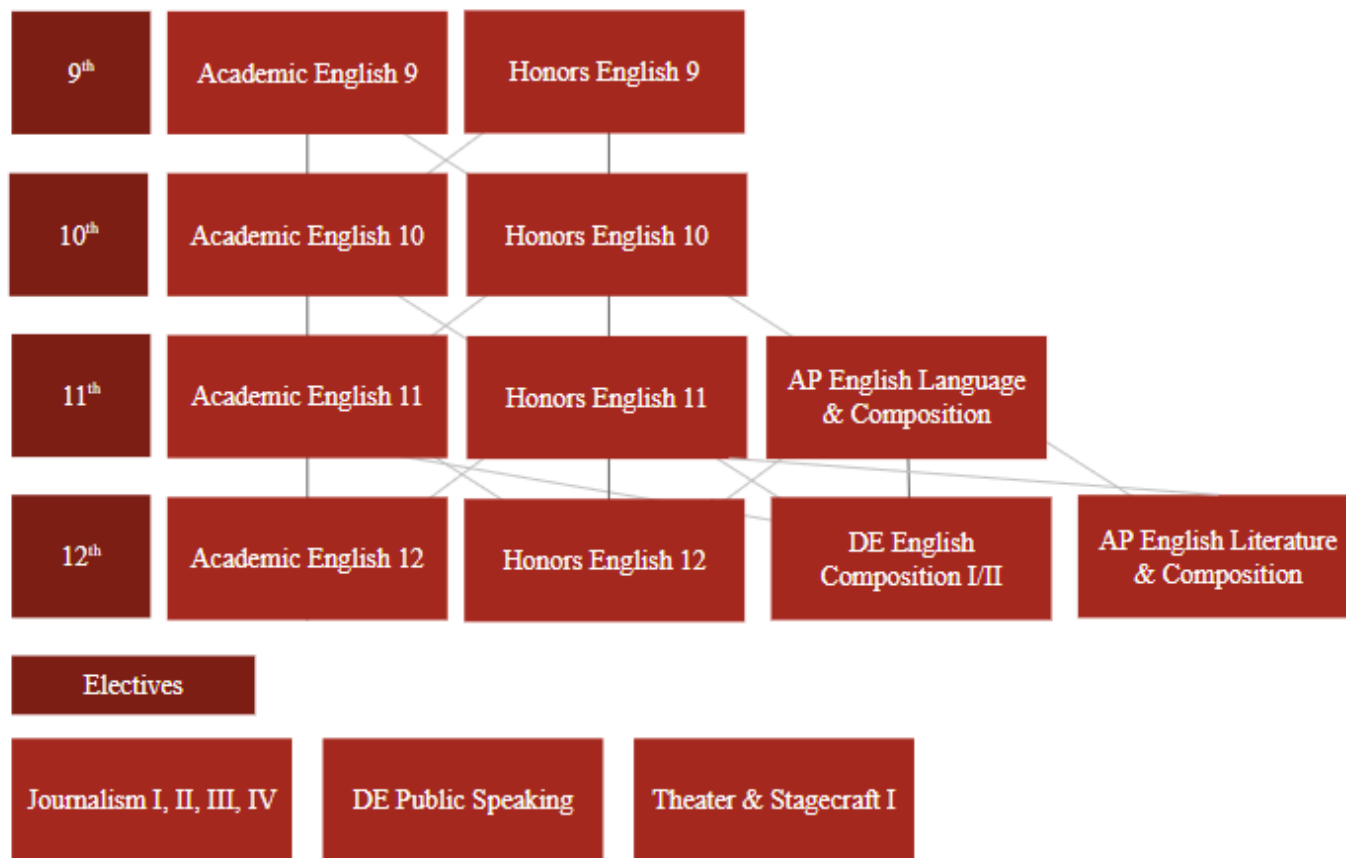 9th
Academic English 9
Honors English 9
10th
Academic English 10
Honors English 10
11th
Academic English 11
Honors English 11
AP English Language
& Composition
12th
Academic English 12
Honors English 12
DE English
Composition I/II
AP English Literature
& Composition
Electives
Journalism I, II, III, IV
DE Public Speaking
Theater & Stagecraft I